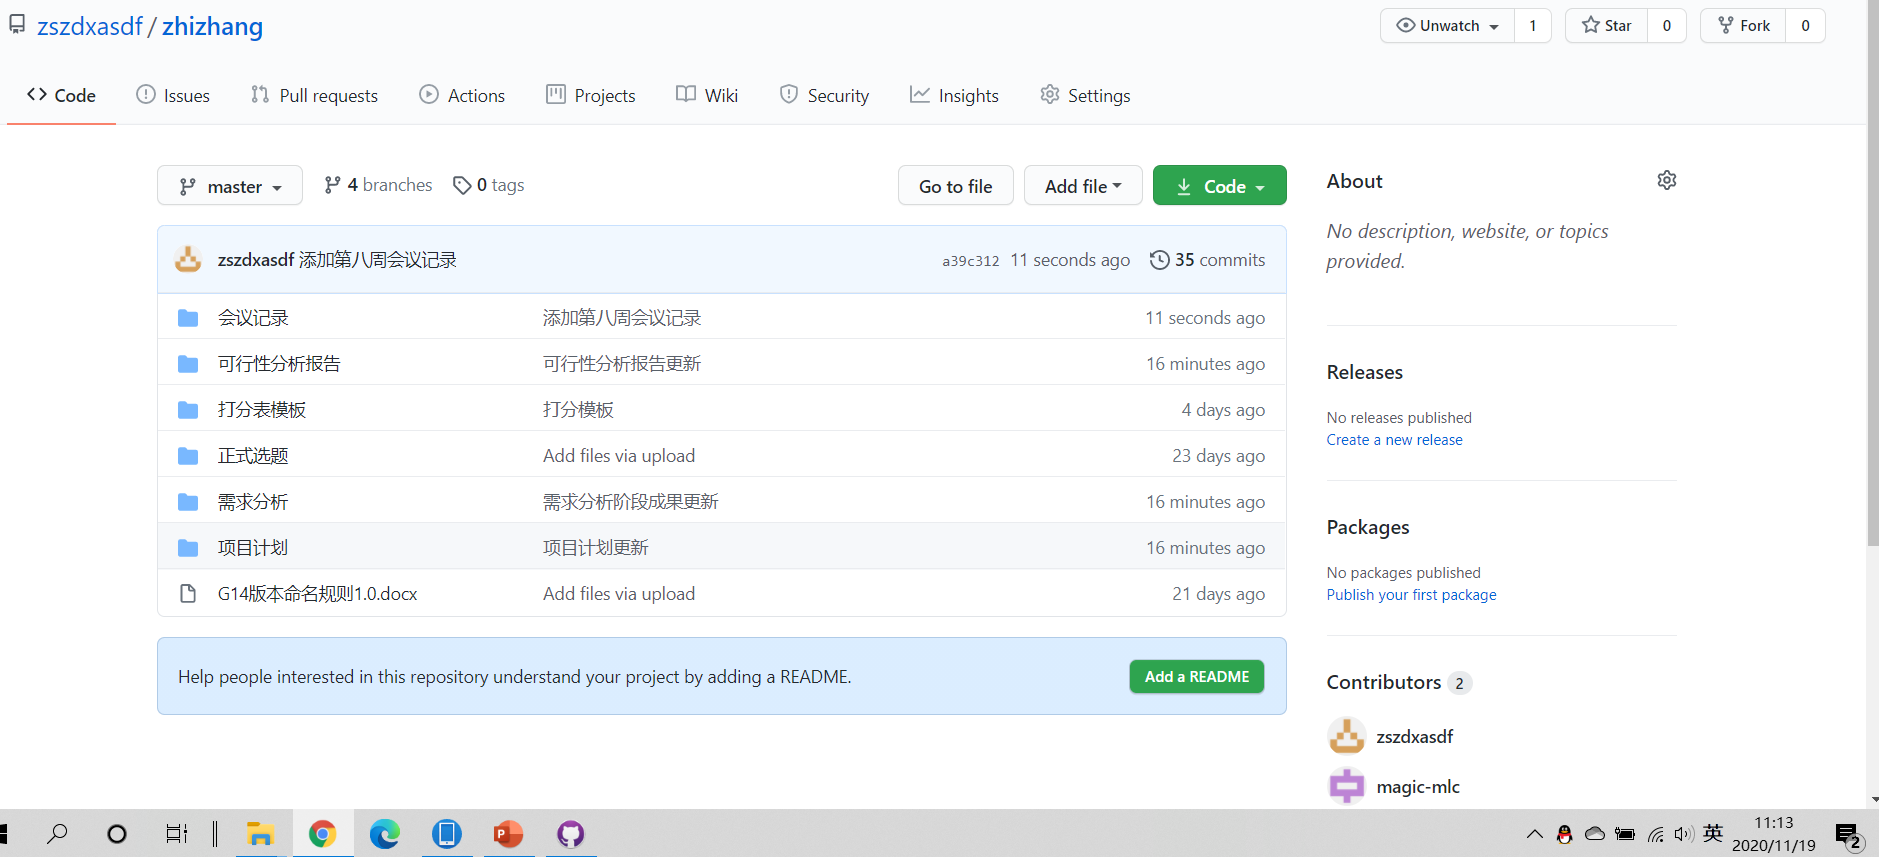 zszdxasdf / zhizhang
Unwatch 1 Star 0 Fork 0
Code Issues Pull requests Actions Projects Wiki Security Insights Settings
master 4 branches 0 tags Go to file Add file Code
zszdxasdf 添加第八周会议记录 a39c312 11 seconds ago 35 commits
会议记录 添加第八周会议记录 11 seconds ago
可行性分析报告 可行性分析报告更新 16 minutes ago
打分表模板 打分模板 4 days ago
正式选题 Add files via upload 23 days ago
需求分析 需求分析阶段成果更新 16 minutes ago
项目计划 项目计划更新 16 minutes ago
G14版本命名规则1.0.docx Add files via upload 21 days ago
Help people interested in this repository understand your project by adding a README. Add a README
About
No description, website, or topics
provided.
Releases
No releases published
Create a new release
Packages
No packages published
Publish your first package
Contributors 2
zszdxasdf
magic-mlc
英
11:13
2020/11/19
2